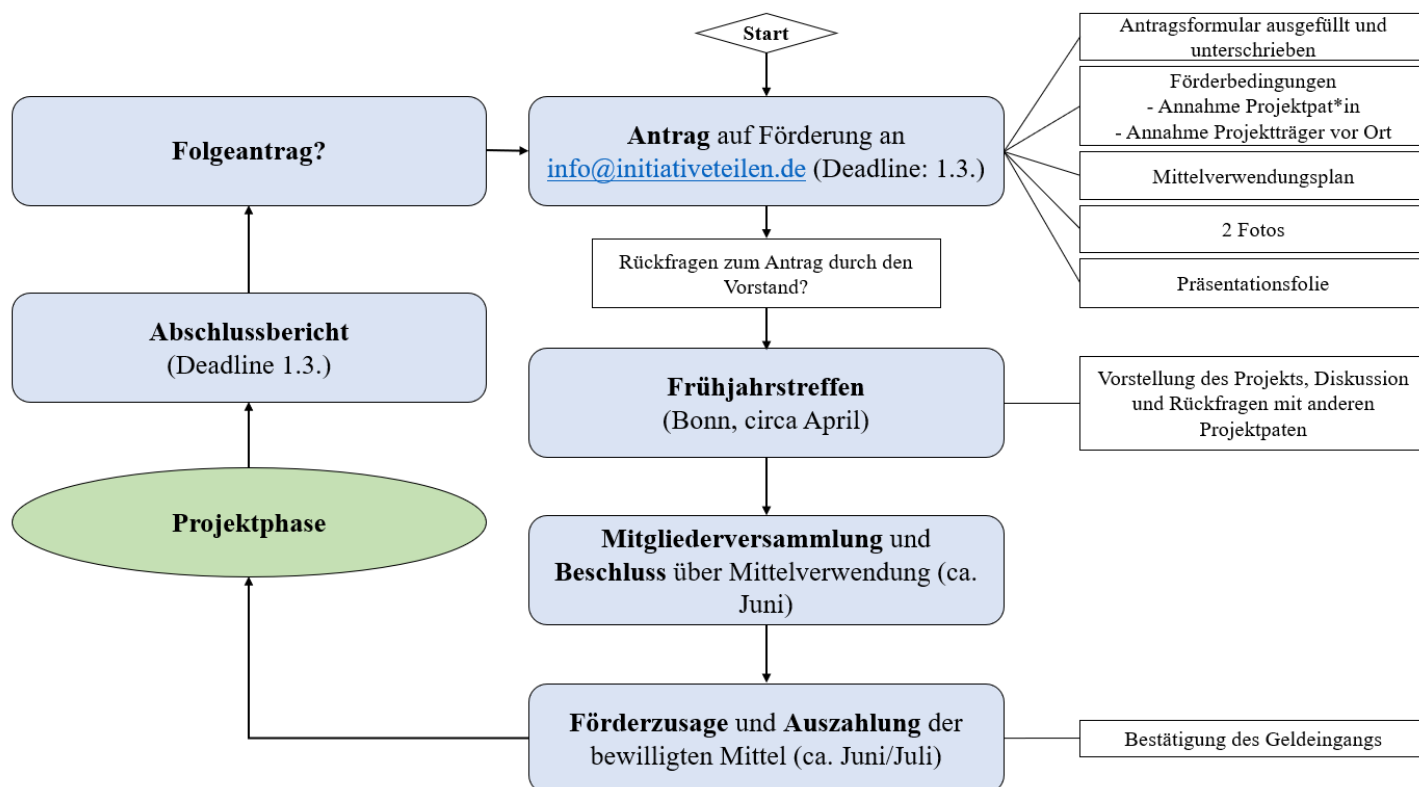 Start
Antragsformular ausgefüllt und
unterschrieben
Förderbedingungen
- Annahme Projektpat*in
- Annahme Projektträger vor Ort
Mittelverwendungsplan
2 Fotos
Präsentationsfolie
Folgeantrag?
Antrag auf Förderung an
info@initiativeteilen.de (Deadline: 1.3.)
Rückfragen zum Antrag durch den
Vorstand?
Abschlussbericht
(Deadline 1.3.)
Frühjahrstreffen
(Bonn, circa April)
Vorstellung des Projekts, Diskussion
und Rückfragen mit anderen
Projektpaten
Projektphase
Mitgliederversammlung und
Beschluss über Mittelverwendung (ca.
Juni)
Förderzusage und Auszahlung der
bewilligten Mittel (ca. Juni/Juli)
Bestätigung des Geldeingangs